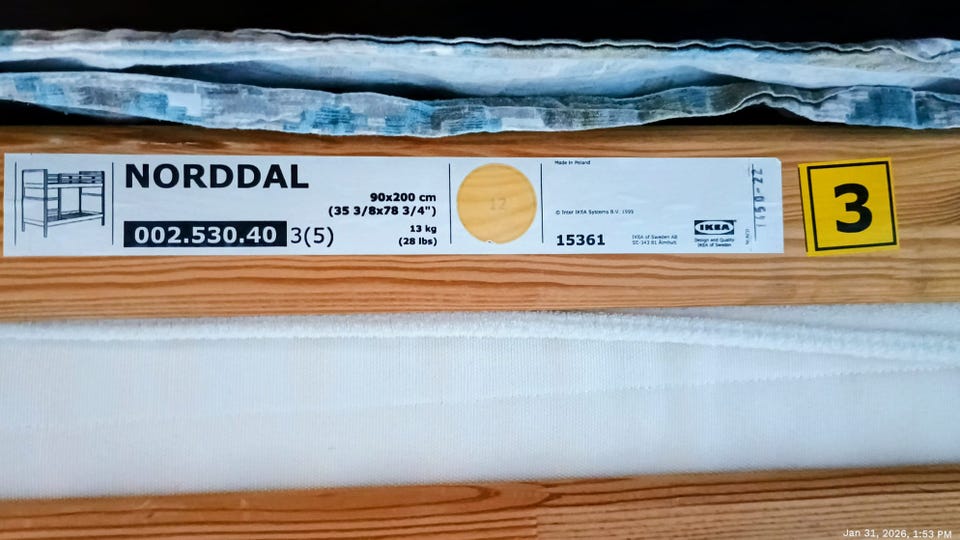 NORDDAL
90x200 cm
(35 3/8x78 3/4")
002.530.40 3(5)
13 kg
(28 lbs)
12
Made in Poland
© Inter IKEA Systems B.V. 1999
15361
IKEA of Sweden AB
SE-343 81 Älmhult
IKEA
Design and Quality
IKEA of Sweden
3
Jan 31, 2026, 1:53 PM